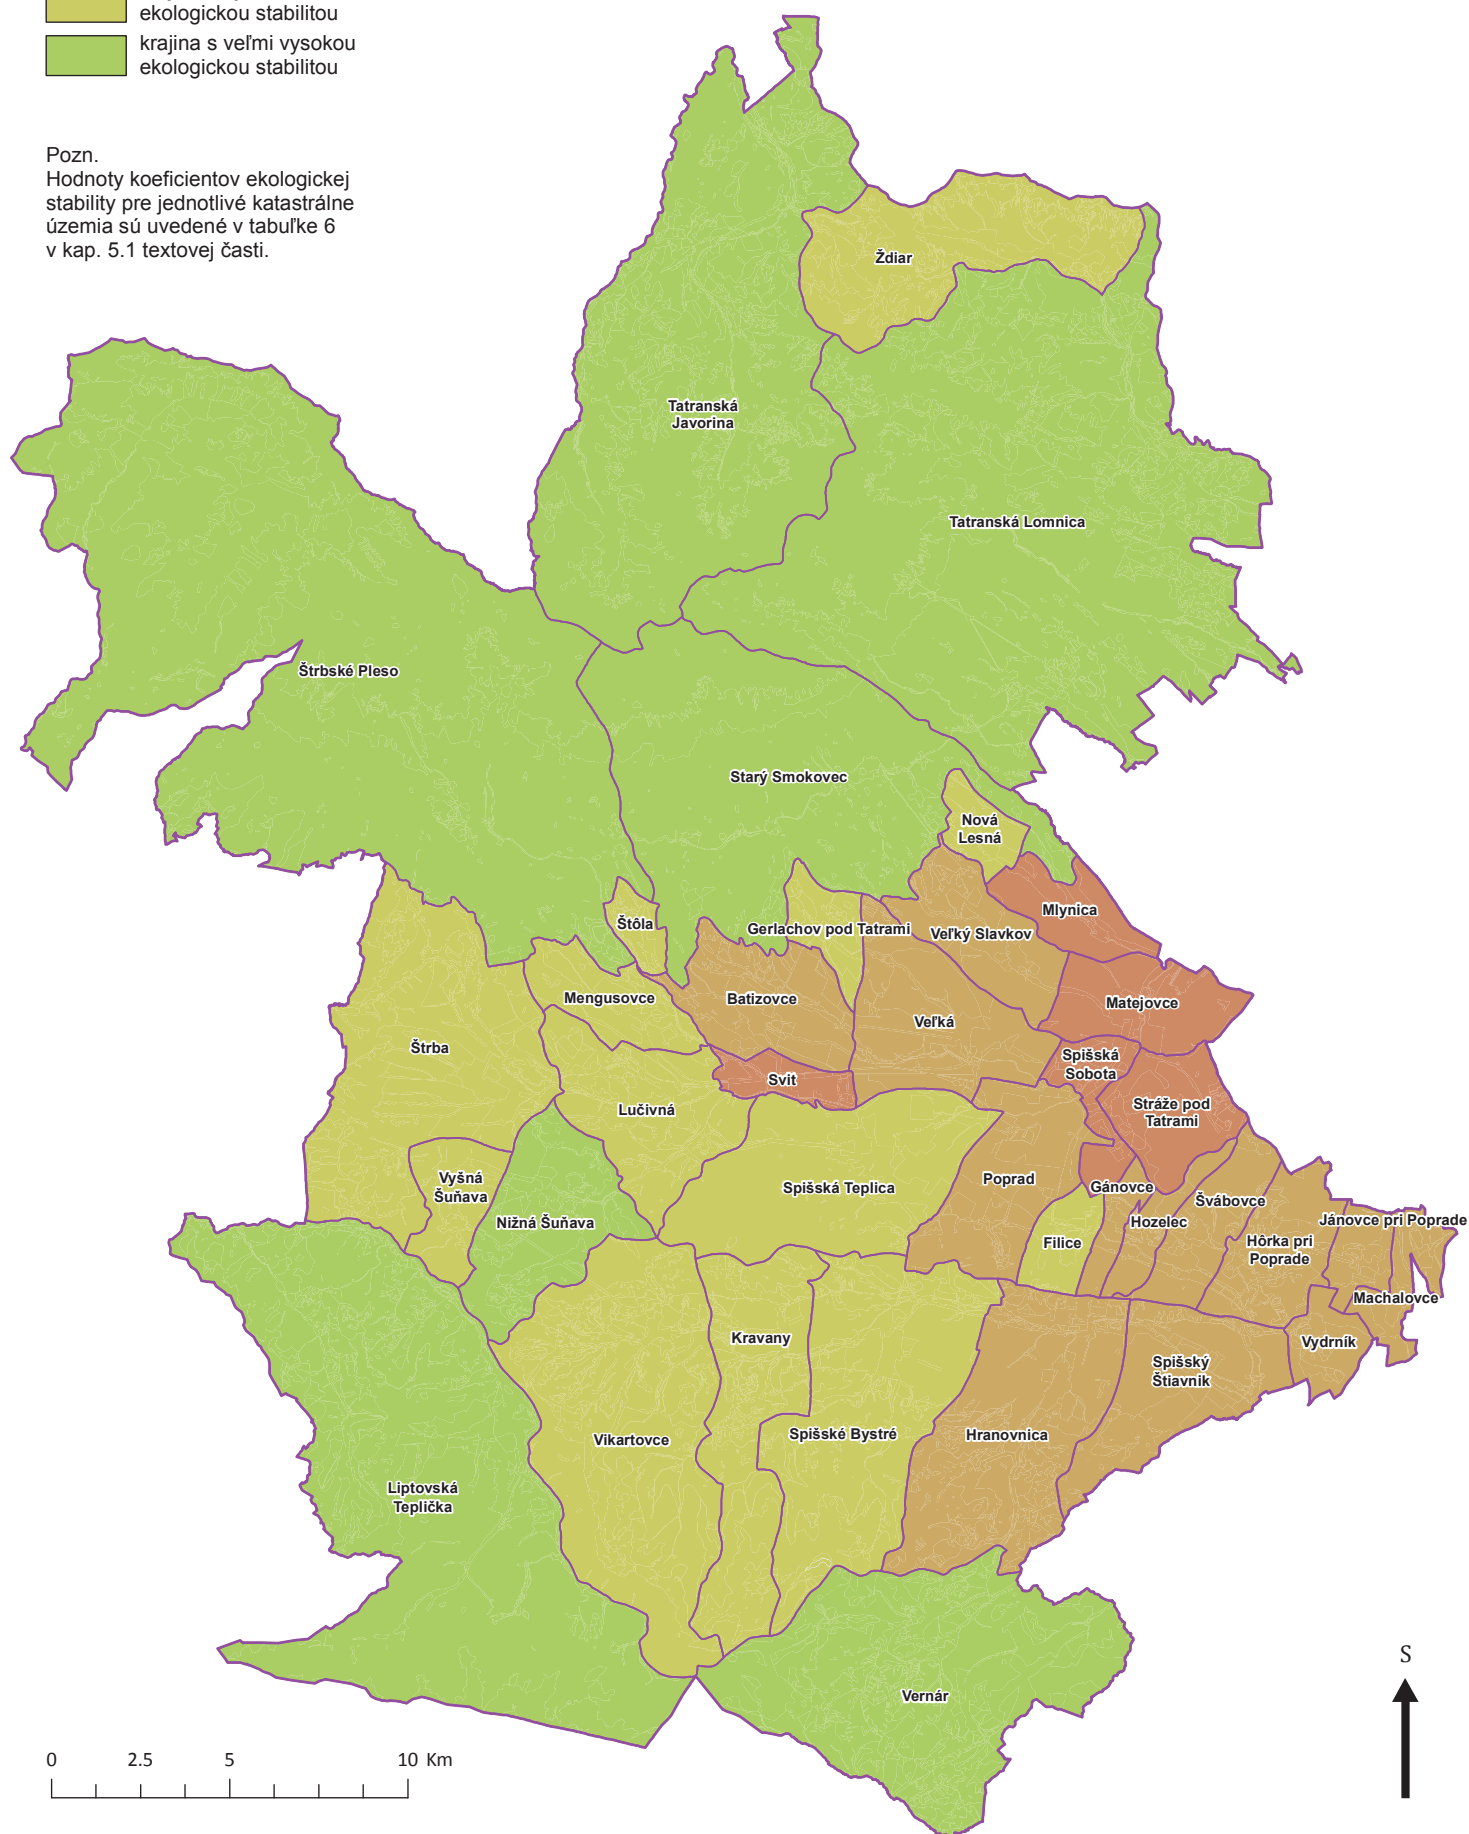 ekologickou stabilitou
krajina s veľmi vysokou
ekologickou stabilitou
Pozn.
Hodnoty koeficientov ekologickej
stability pre jednotlivé katastrálne
územia sú uvedené v tabuľke 6
v kap. 5.1 textovej časti.
Ždiar
Tatranská
Javorina
Tatranská Lomnica
Štrbské Pleso
Starý Smokovec
Nová
Lesná
Mlynica
Štôla
Gerlachov pod Tatrami
Veľký Slavkov
Mengusovce
Batizovce
Matejovce
Veľká
Štrba
Spišská
Sobota
Svit
Lučivná
Stráže pod
Tatrami
Vyšná
Šuňava
Spišská Teplica
Poprad
Gánovce
Švábovce
Nižná Šuňava
Hozelec
Jánovce pri Poprade
Filice
Hôrka pri
Poprade
Machalovce
Kravany
Vydrník
Spišský
Štiavnik
Vikartovce
Spišské Bystré
Hranovnica
Liptovská
Teplička
Vernár
S
0 2.5 5 10 Km